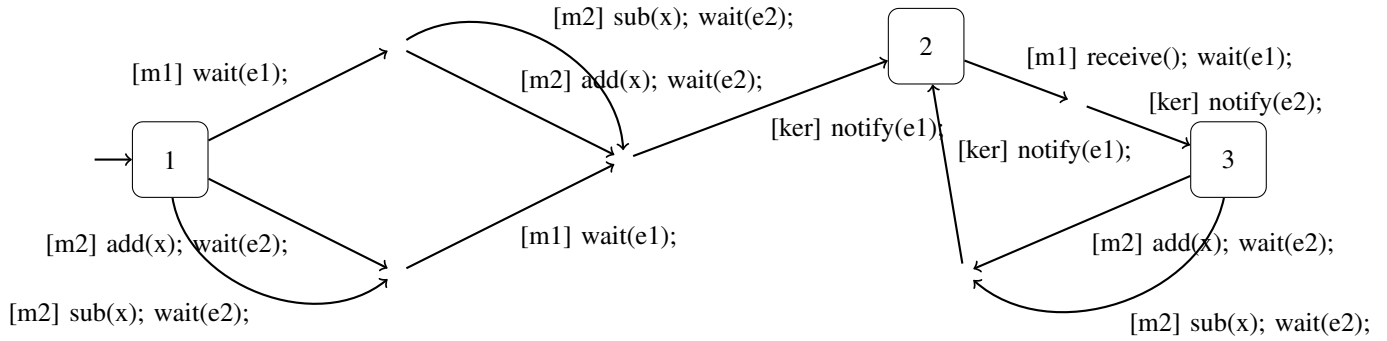 [m2] sub(x); wait(e2);
2
[m1] receive(); wait(e1);
[m1] wait(e1);
[m2] add(x); wait(e2);
[ker] notify(e2);
[ker] notify(e1);
[ker] notify(e1);
1
3
[m2] add(x); wait(e2);
[m1] wait(e1);
[m2] add(x); wait(e2);
[m2] sub(x); wait(e2);
[m2] sub(x); wait(e2);